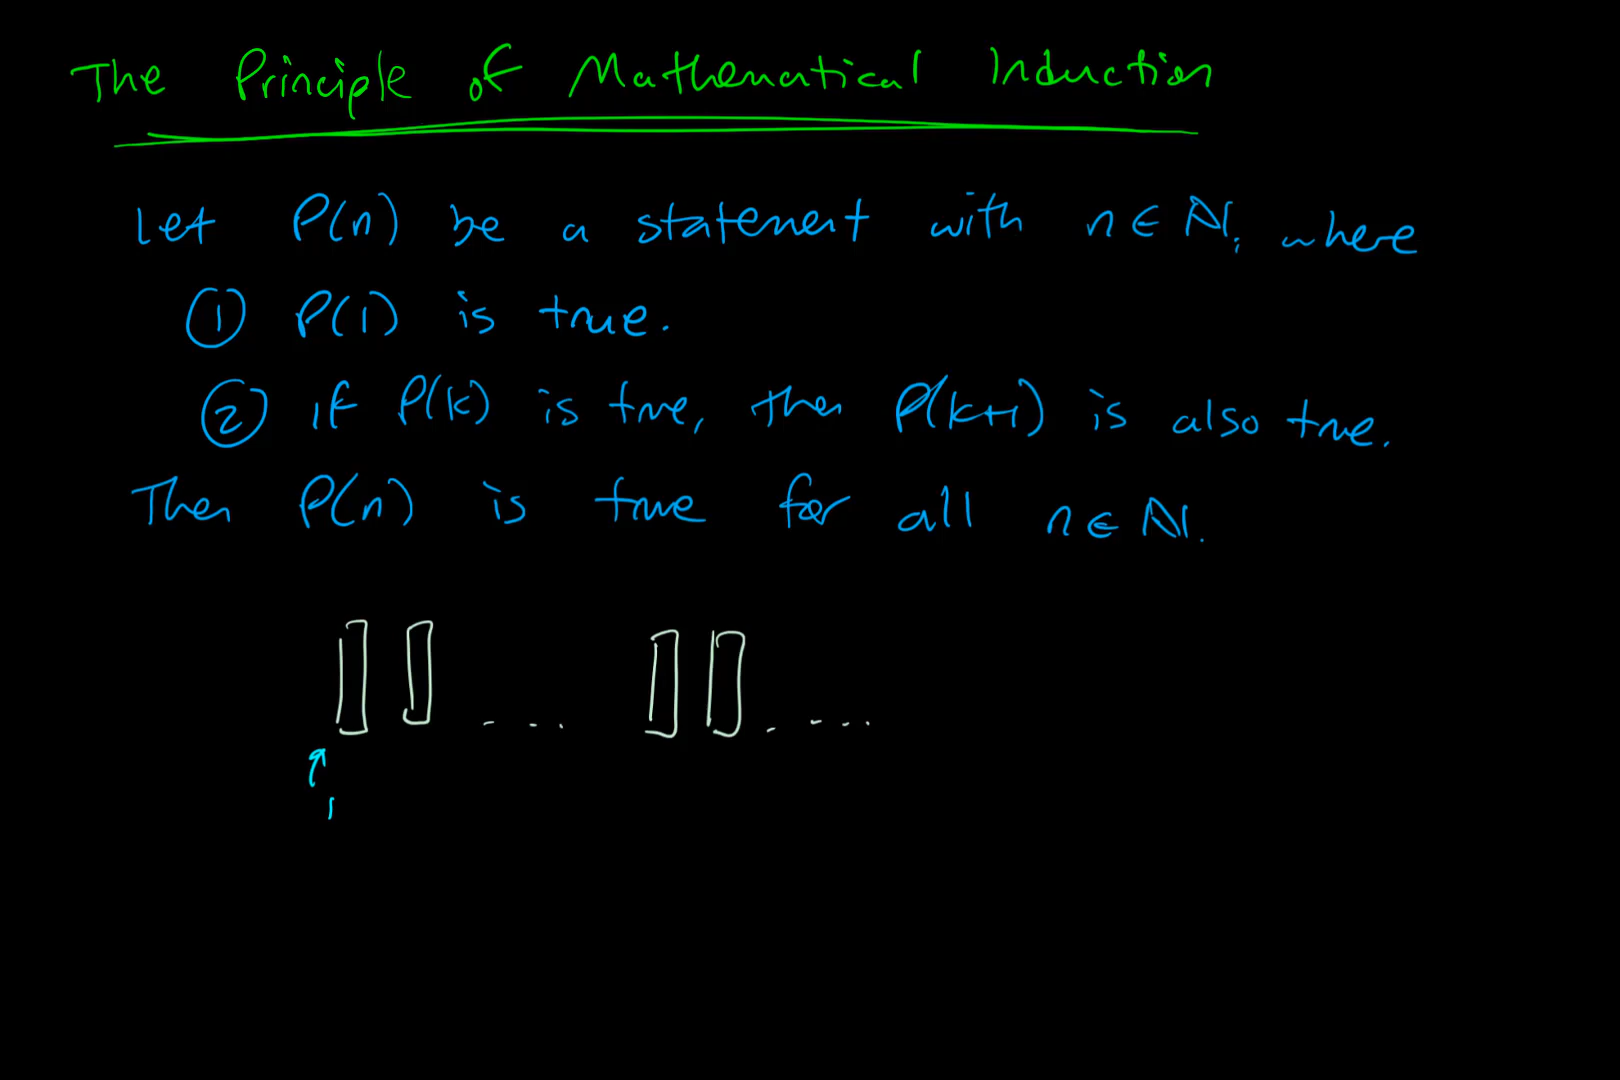 The Principle of Mathematical Induction
Let P(n) be a statement with n ∈ ℕ, where
① P(1) is true.
② If P(k) is true, then P(k+1) is also true.
Then P(n) is true for all n ∈ ℕ.
... ....
1